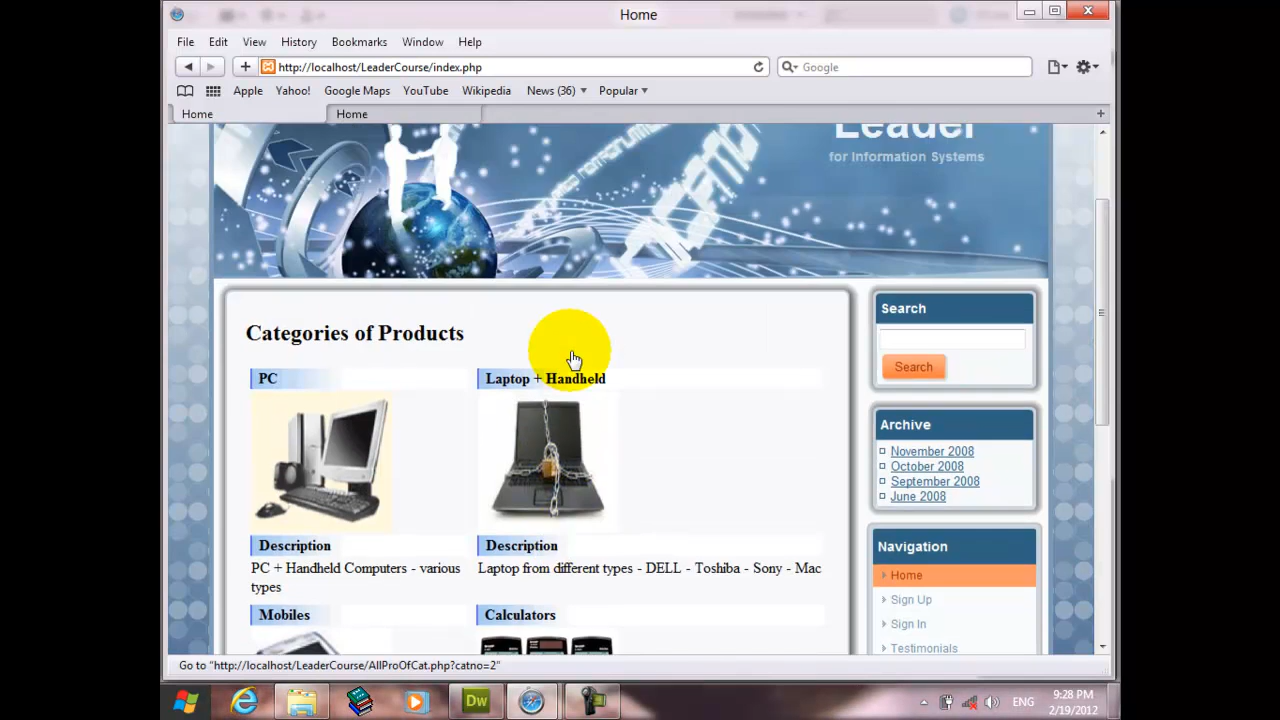 Home
File Edit View History Bookmarks Window Help
http://localhost/LeaderCourse/index.php
Google
Apple Yahoo! Google Maps YouTube Wikipedia News (36) Popular
Home Home
Leader
for Information Systems
Categories of Products
PC
Laptop + Handheld
Description
PC + Handheld Computers - various
types
Description
Laptop from different types - DELL - Toshiba - Sony - Mac
Mobiles
Calculators
Search
Search
Archive
November 2008
October 2008
September 2008
June 2008
Navigation
Home
Sign Up
Sign In
Testimonials
Go to "http://localhost/LeaderCourse/AllProOfCat.php?catno=2"
Dw
ENG
9:28 PM
2/19/2012